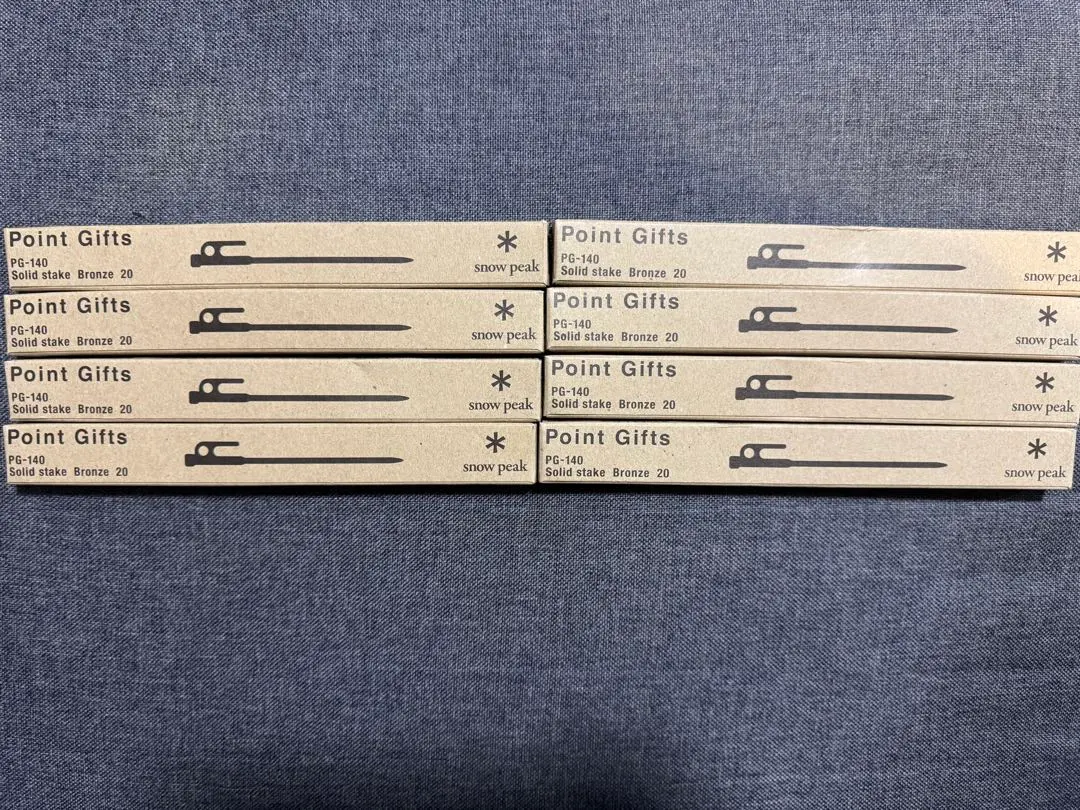 Point Gifts
PG-140
Solid stake Bronze 20
*
snow peak
Point Gifts
PG-140
Solid stake Bronze 20
*
snow peak
Point Gifts
PG-140
Solid stake Bronze 20
*
snow peak
Point Gifts
PG-140
Solid stake Bronze 20
*
snow peak
Point Gifts
PG-140
Solid stake Bronze 20
*
snow peak
Point Gifts
PG-140
Solid stake Bronze 20
*
snow peak
Point Gifts
PG-140
Solid stake Bronze 20
*
snow peak
Point Gifts
PG-140
Solid stake Bronze 20
*
snow peak